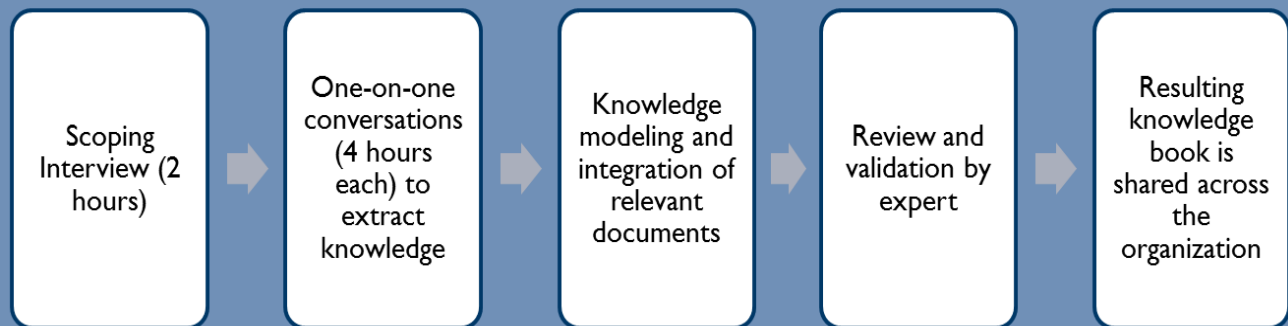 Scoping
Interview (2
hours)
One-on-one
conversations
(4 hours
each) to
extract
knowledge
Knowledge
modeling and
integration of
relevant
documents
Review and
validation by
expert
Resulting
knowledge
book is
shared across
the
organization